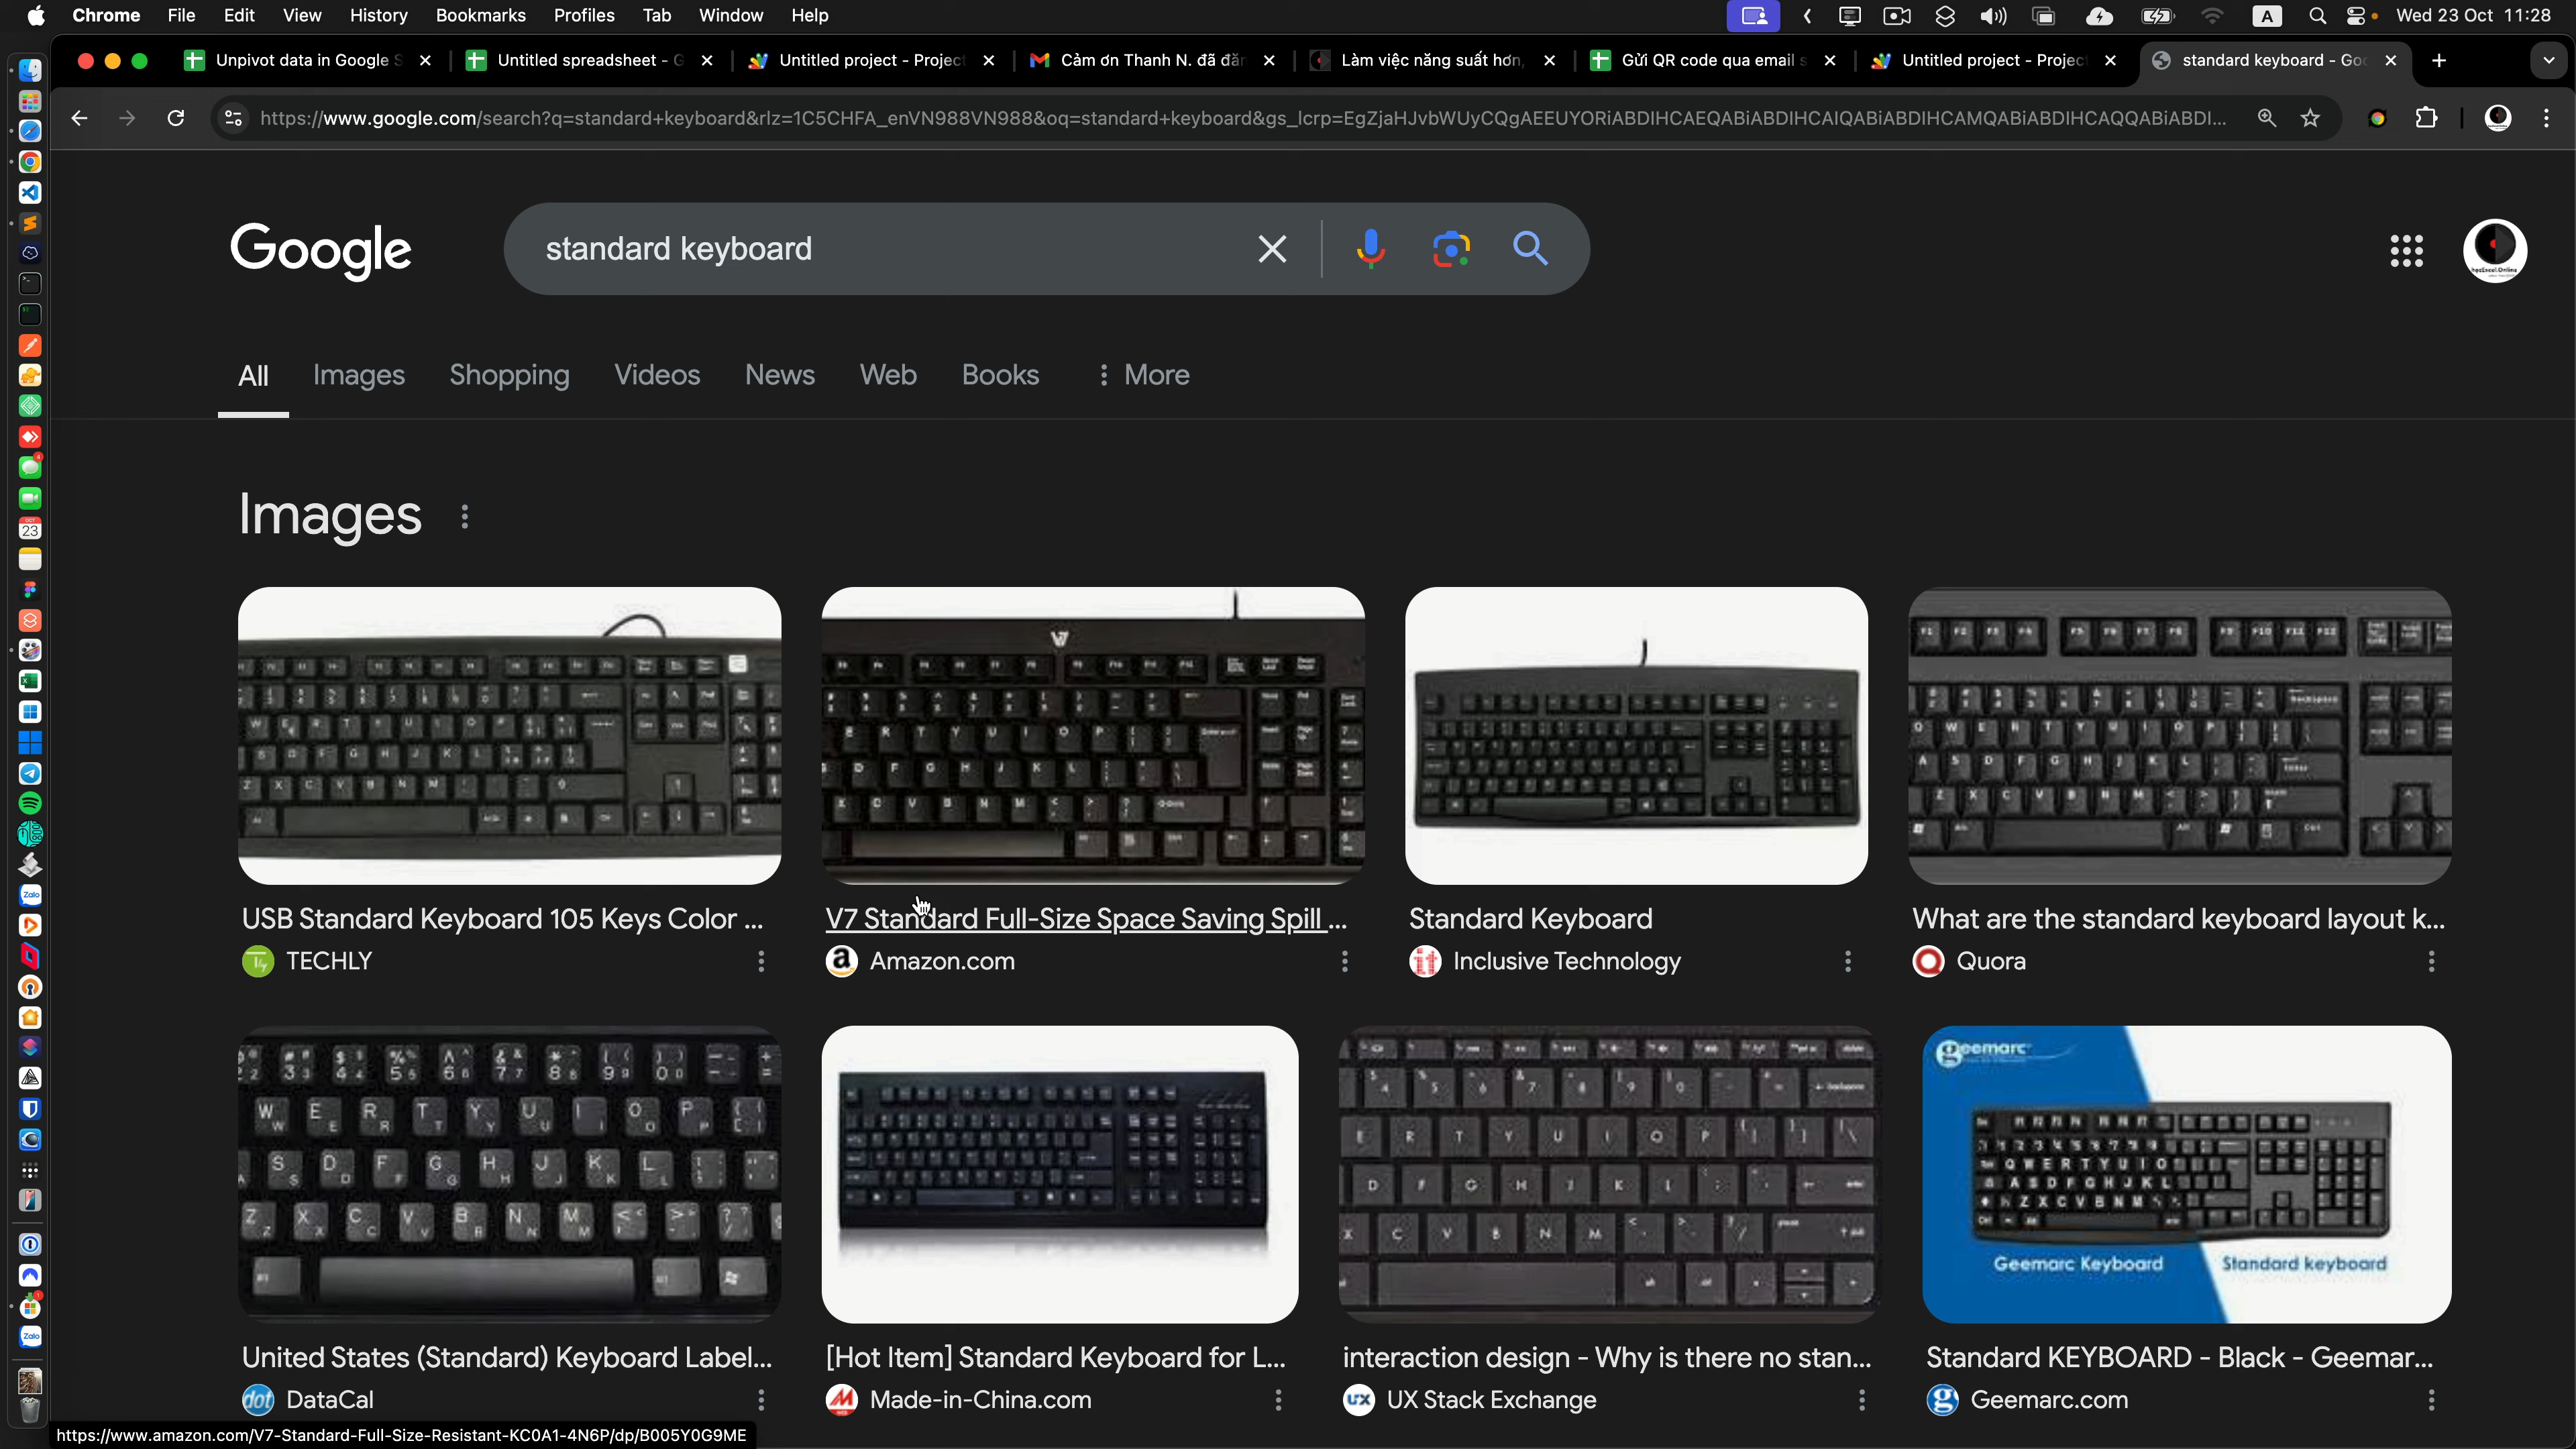 Chrome File Edit View History Bookmarks Profiles Tab Window Help
A
Wed 23 Oct 11:28
Unpivot data in Google S
Untitled spreadsheet - G
Untitled project - Project
Cảm ơn Thanh N. đã đăn
Làm việc năng suất hơn,
Gửi QR code qua email s
Untitled project - Project
standard keyboard - Goo
https://www.google.com/search?q=standard+keyboard&rlz=1C5CHFA_enVN988VN988&oq=standard+keyboard&gs_lcrp=EgZjaHJvbWUyCQgAEEUYORiABDIHCAEQABiABDIHCAIQABiABDIHCAMQABiABDIHCAQQABiABDI...
Google
standard keyboard
All Images Shopping Videos News Web Books More
Images
V7
USB Standard Keyboard 105 Keys Color ...
TECHLY
V7 Standard Full-Size Space Saving Spill ...
Amazon.com
Standard Keyboard
Inclusive Technology
What are the standard keyboard layout k...
Quora
geemarc
Geemarc Keyboard
Standard keyboard
United States (Standard) Keyboard Label...
DataCal
[Hot Item] Standard Keyboard for L...
Made-in-China.com
interaction design - Why is there no stan...
UX Stack Exchange
Standard KEYBOARD - Black - Geemar...
Geemarc.com
https://www.amazon.com/V7-Standard-Full-Size-Resistant-KC0A1-4N6P/dp/B005Y0G9ME